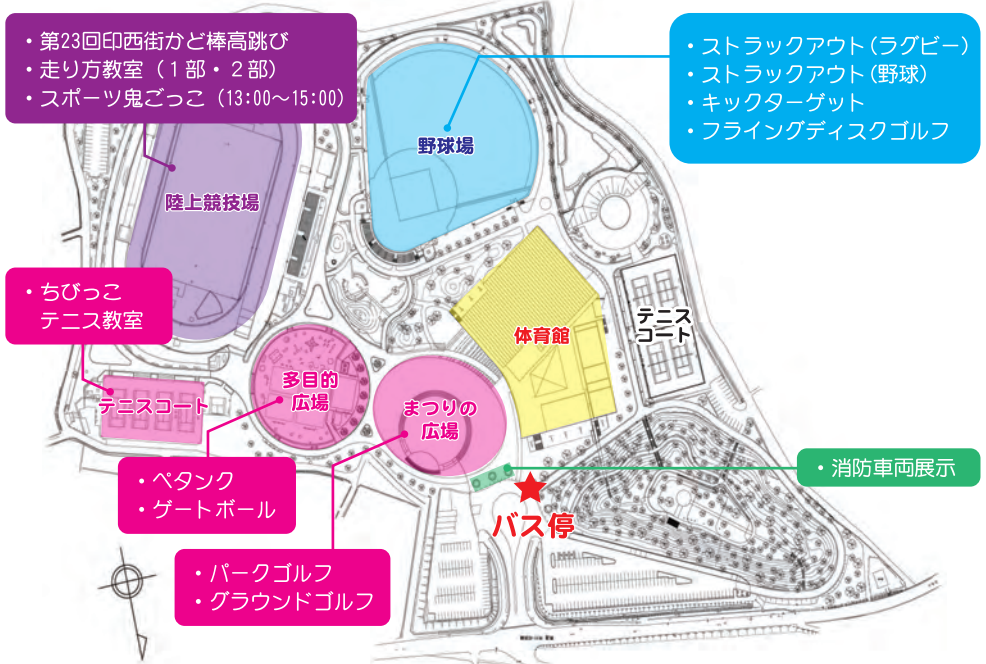 ・第23回印西街かど棒高跳び
・走り方教室（１部・２部）
・スポーツ鬼ごっこ（13:00～15:00）
・ストラックアウト（ラグビー）
・ストラックアウト（野球）
・キックターゲット
・フライングディスクゴルフ
野球場
陸上競技場
・ちびっこ
テニス教室
テニス
コート
体育館
多目的
広場
テニスコート
まつりの
広場
・消防車両展示
・ペタンク
・ゲートボール
バス停
・パークゴルフ
・グラウンドゴルフ